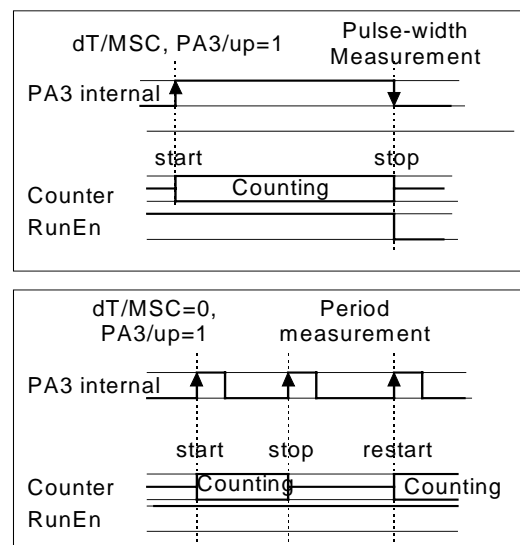 dT/MSC, PA3/up=1
Pulse-width
Measurement
PA3 internal
start
stop
Counter
Counting
RunEn
dT/MSC=0,
PA3/up=1
Period
measurement
PA3 internal
start
stop
restart
Counter
Counting
Counting
RunEn